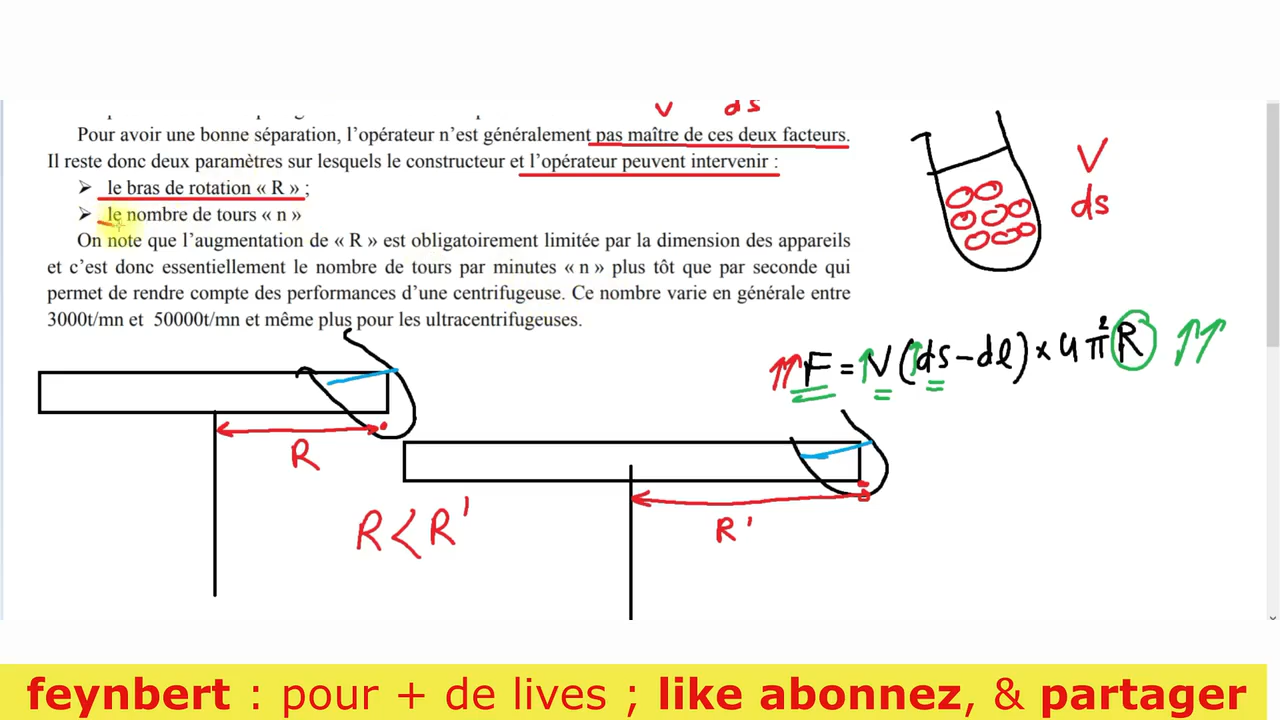 V ds
Pour avoir une bonne séparation, l'opérateur n'est généralement pas maître de ces deux facteurs.
Il reste donc deux paramètres sur lesquels le constructeur et l'opérateur peuvent intervenir :
➢ le bras de rotation « R » ;
➢ le nombre de tours « n »
On note que l'augmentation de « R » est obligatoirement limitée par la dimension des appareils
et c'est donc essentiellement le nombre de tours par minutes « n » plus tôt que par seconde qui
permet de rendre compte des performances d'une centrifugeuse. Ce nombre varie en générale entre
3000t/mn et 50000t/mn et même plus pour les ultracentrifugeuses.
V
ds
↑↑F = ↑V (↑ds - dl) × 4π²R ↑↑
R
R < R'
R'
feynbert : pour + de lives ; like abonnez, & partager